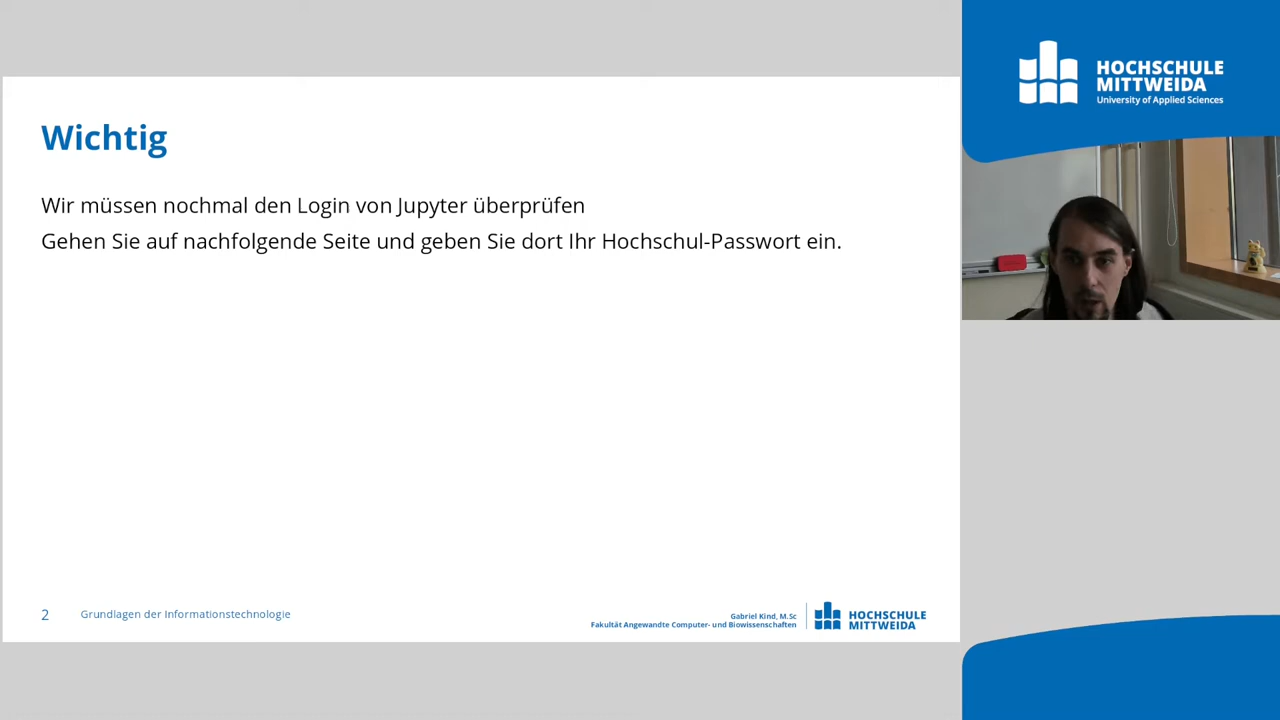 Wichtig
Wir müssen nochmal den Login von Jupyter überprüfen
Gehen Sie auf nachfolgende Seite und geben Sie dort Ihr Hochschul-Passwort ein.
2
Grundlagen der Informationstechnologie
Gabriel Kind, M.Sc
Fakultät Angewandte Computer- und Biowissenschaften
HOCHSCHULE
MITTWEIDA
HOCHSCHULE
MITTWEIDA
University of Applied Sciences